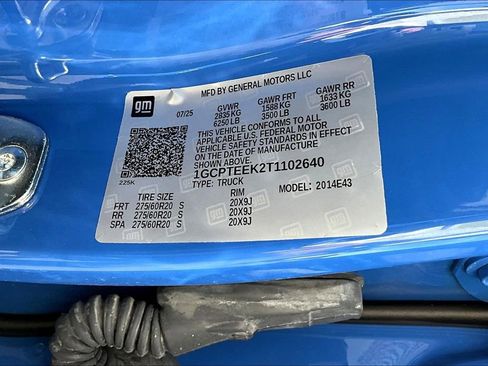 MFD BY GENERAL MOTORS LLC
gm
07/25 GVWR GAWR FRT GAWR RR
2835 KG 1588 KG 1633 KG
6250 LB 3500 LB 3600 LB
THIS VEHICLE CONFORMS TO ALL
APPLICABLE U.S. FEDERAL MOTOR
VEHICLE SAFETY STANDARDS IN EFFECT
ON THE DATE OF MANUFACTURE
SHOWN ABOVE.
1GCPTEEK2T1102640
225K TYPE: TRUCK MODEL: 2014E43
TIRE SIZE RIM
FRT 275/60R20 S 20X9J
RR 275/60R20 S 20X9J
SPA 275/60R20 S 20X9J